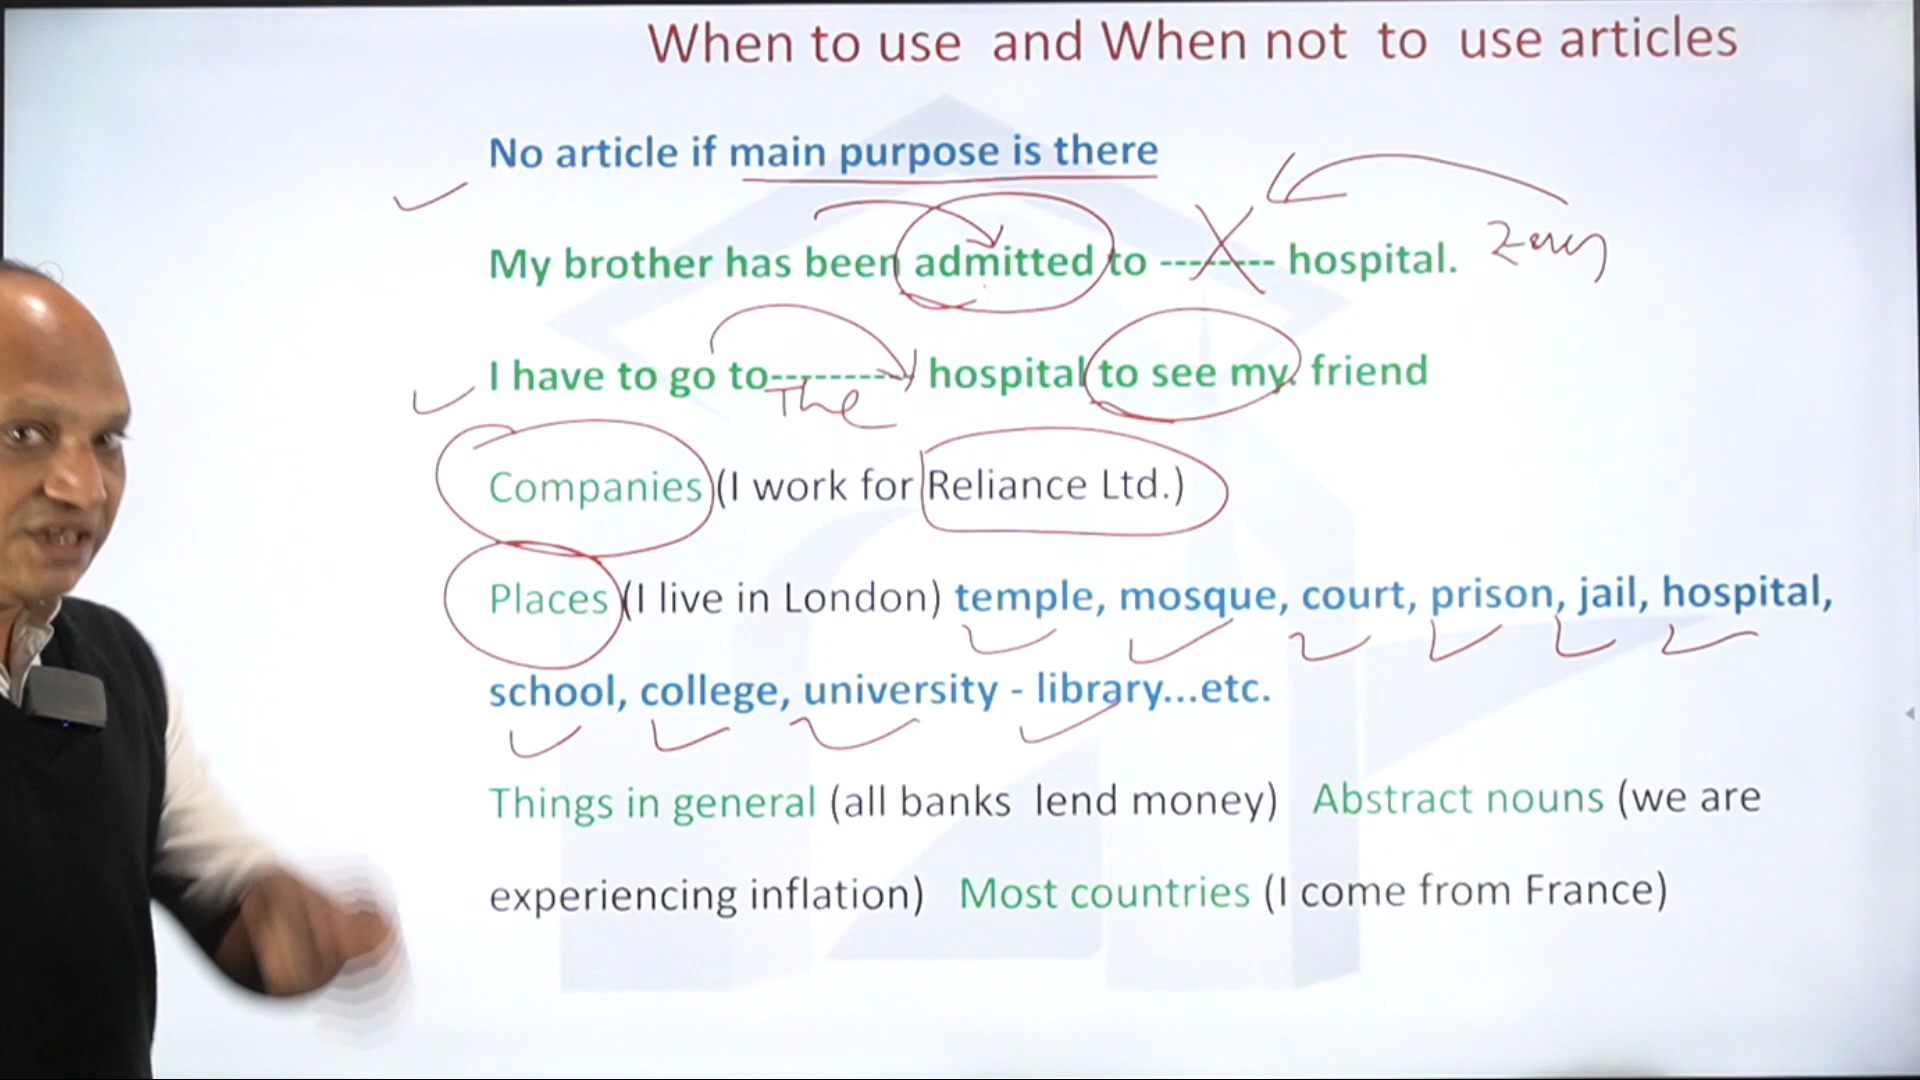 When to use and When not to use articles
No article if main purpose is there
My brother has been admitted to --------- hospital. X
I have to go to--------- hospital to see my. friend
The
Companies (I work for Reliance Ltd.)
Places (I live in London) temple, mosque, court, prison, jail, hospital,
school, college, university - library...etc.
Things in general (all banks lend money) Abstract nouns (we are
experiencing inflation) Most countries (I come from France)